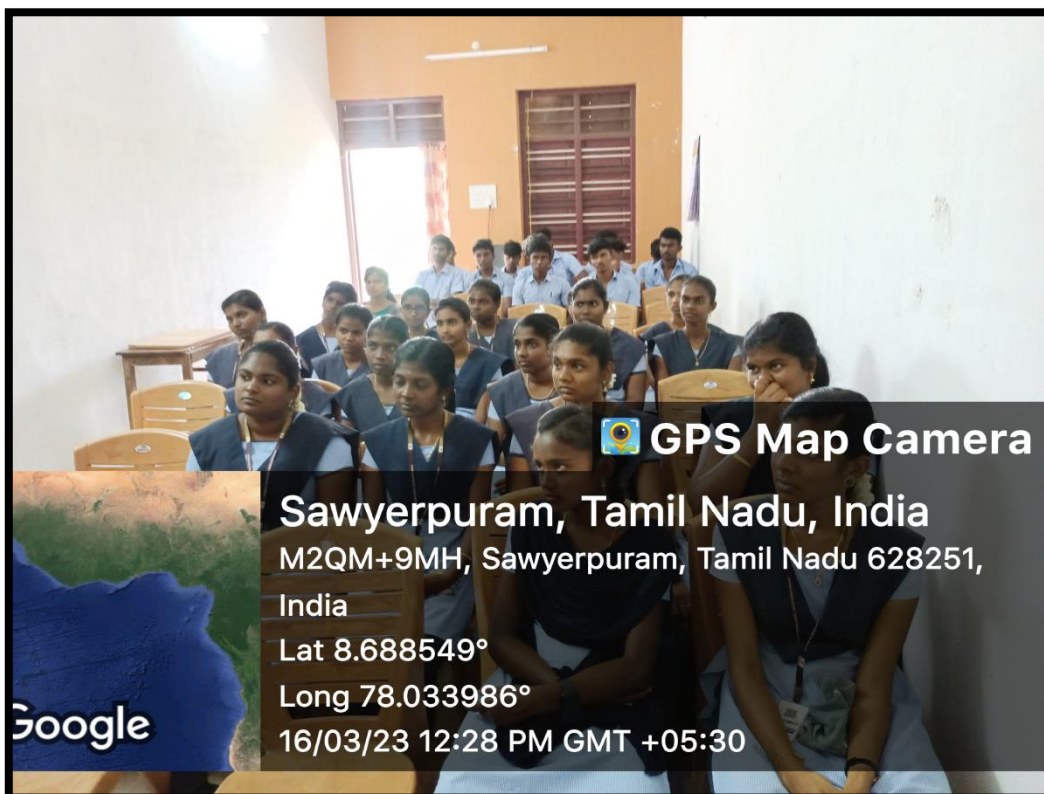 GPS Map Camera
Sawyerpuram, Tamil Nadu, India
M2QM+9MH, Sawyerpuram, Tamil Nadu 628251,
India
Lat 8.688549°
Long 78.033986°
16/03/23 12:28 PM GMT +05:30
Google